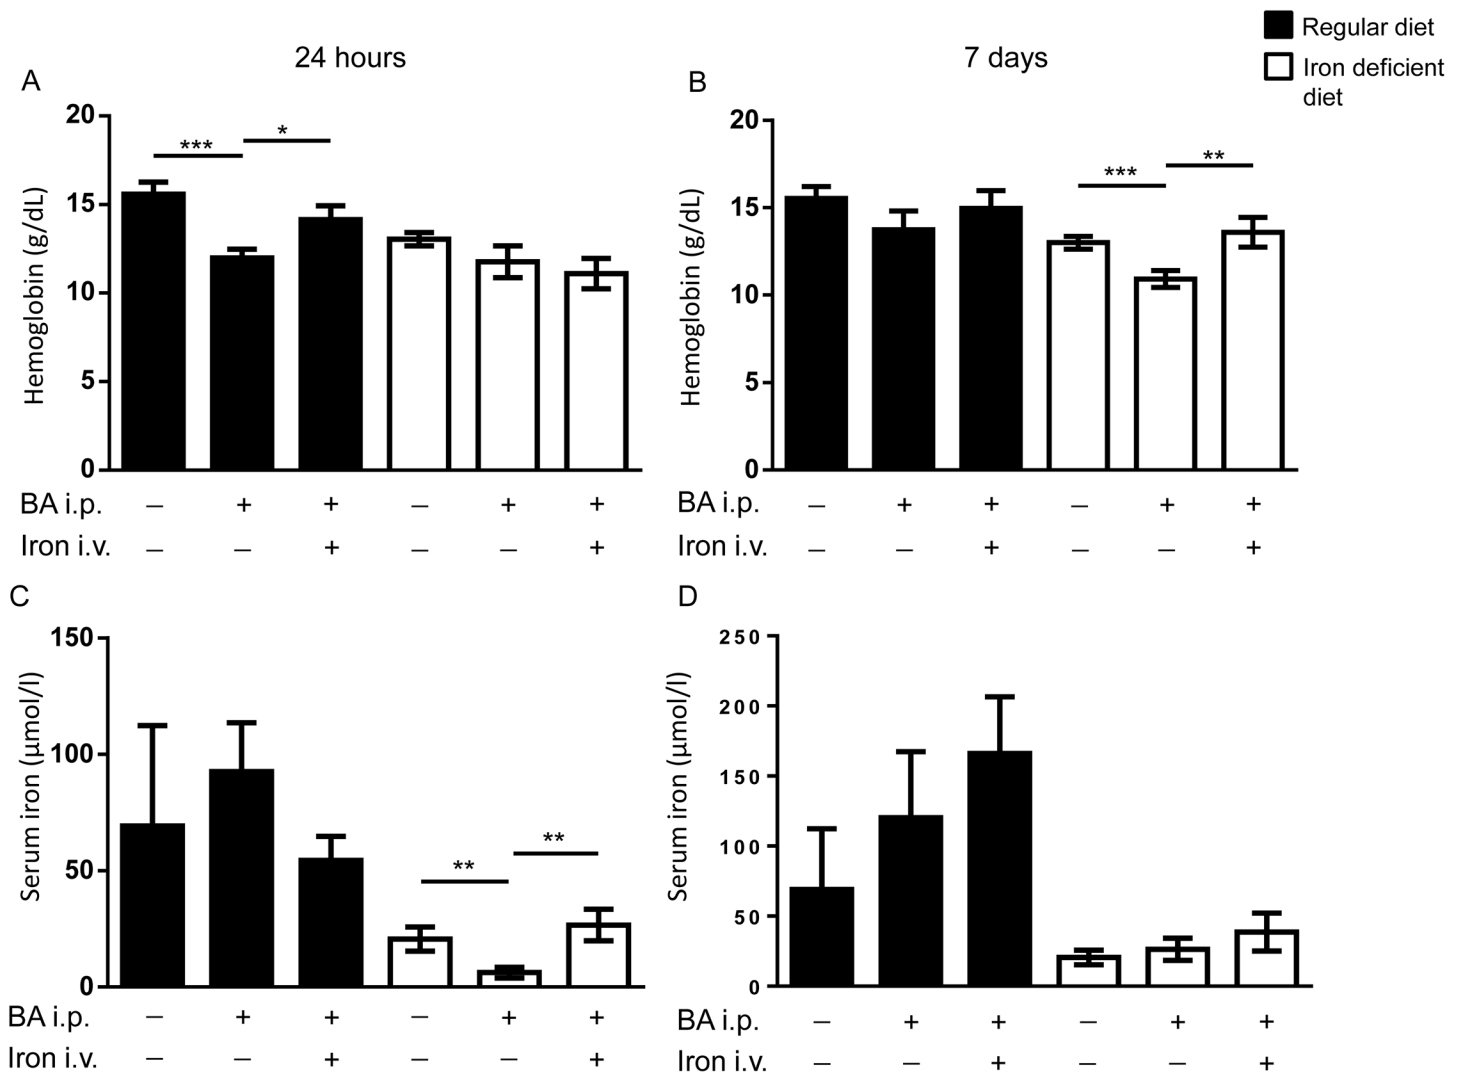 Regular diet
Iron deficient
diet
24 hours
7 days
A
20
15
10
5
0
Hemoglobin (g/dL)
***
*
BA i.p. – + + – + +
Iron i.v. – – + – – +
B
20
15
10
5
0
Hemoglobin (g/dL)
***
**
BA i.p. – + + – + +
Iron i.v. – – + – – +
C
150
100
50
0
Serum iron (µmol/l)
**
**
BA i.p. – + + – + +
Iron i.v. – – + – – +
D
250
200
150
100
50
0
Serum iron (µmol/l)
BA i.p. – + + – + +
Iron i.v. – – + – – +